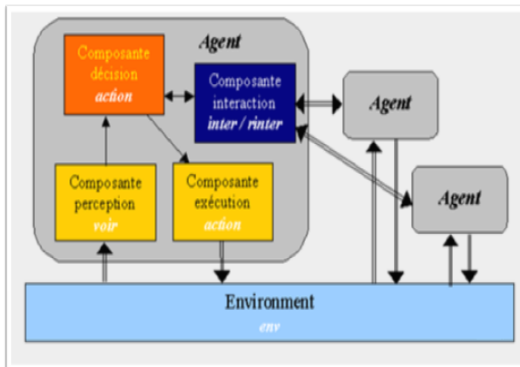 Agent
Composante
décision
action
Composante
interaction
inter / rinter
Agent
Composante
perception
voir
Composante
exécution
action
Agent
Environment
env